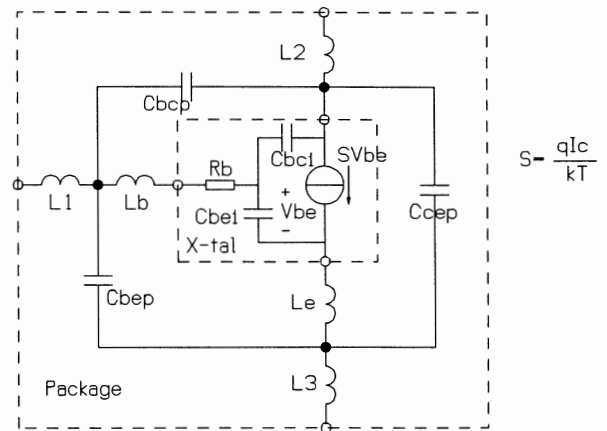 L2
Cbcp
Cbci
SVbe
S= qIc
kT
Rb
L1
Lb
Cbei
+
Vbe
-
Ccep
X-tal
Cbep
Le
Package
L3